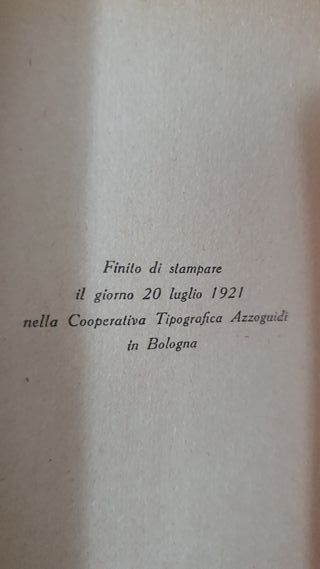 Finito di stampare
il giorno 20 luglio 1921
nella Cooperativa Tipografica Azzoguidi
in Bologna